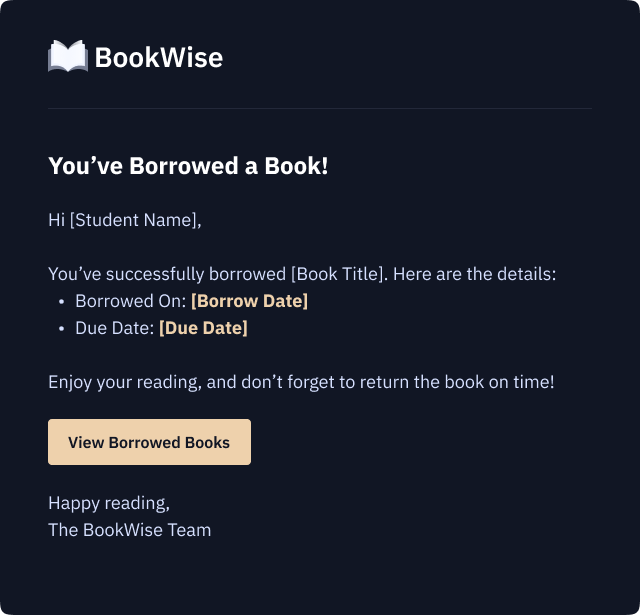 BookWise
You’ve Borrowed a Book!
Hi [Student Name],
You’ve successfully borrowed [Book Title]. Here are the details:
• Borrowed On: [Borrow Date]
• Due Date: [Due Date]
Enjoy your reading, and don’t forget to return the book on time!
View Borrowed Books
Happy reading,
The BookWise Team